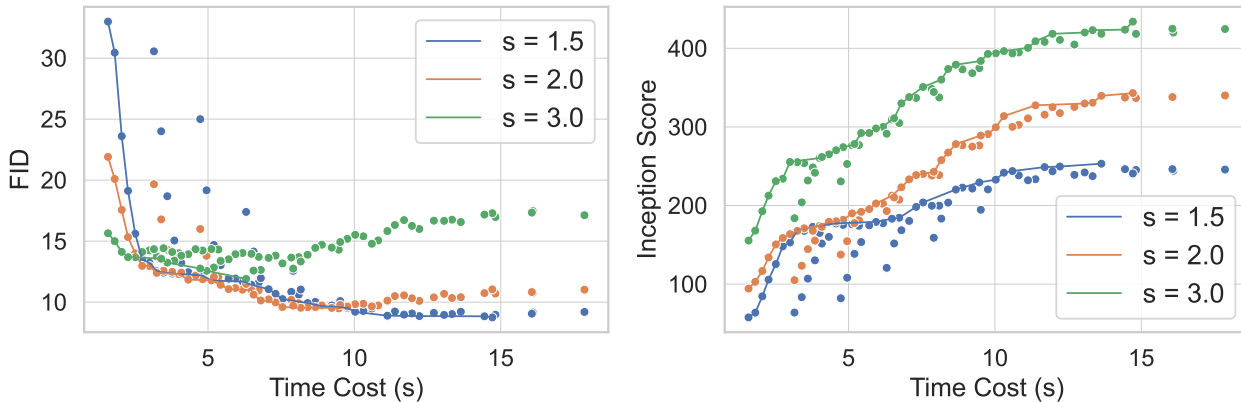 FID
30
25
20
15
10
5
10
15
Time Cost (s)
s = 1.5
s = 2.0
s = 3.0
Inception Score
400
300
200
100
5
10
15
Time Cost (s)
s = 1.5
s = 2.0
s = 3.0